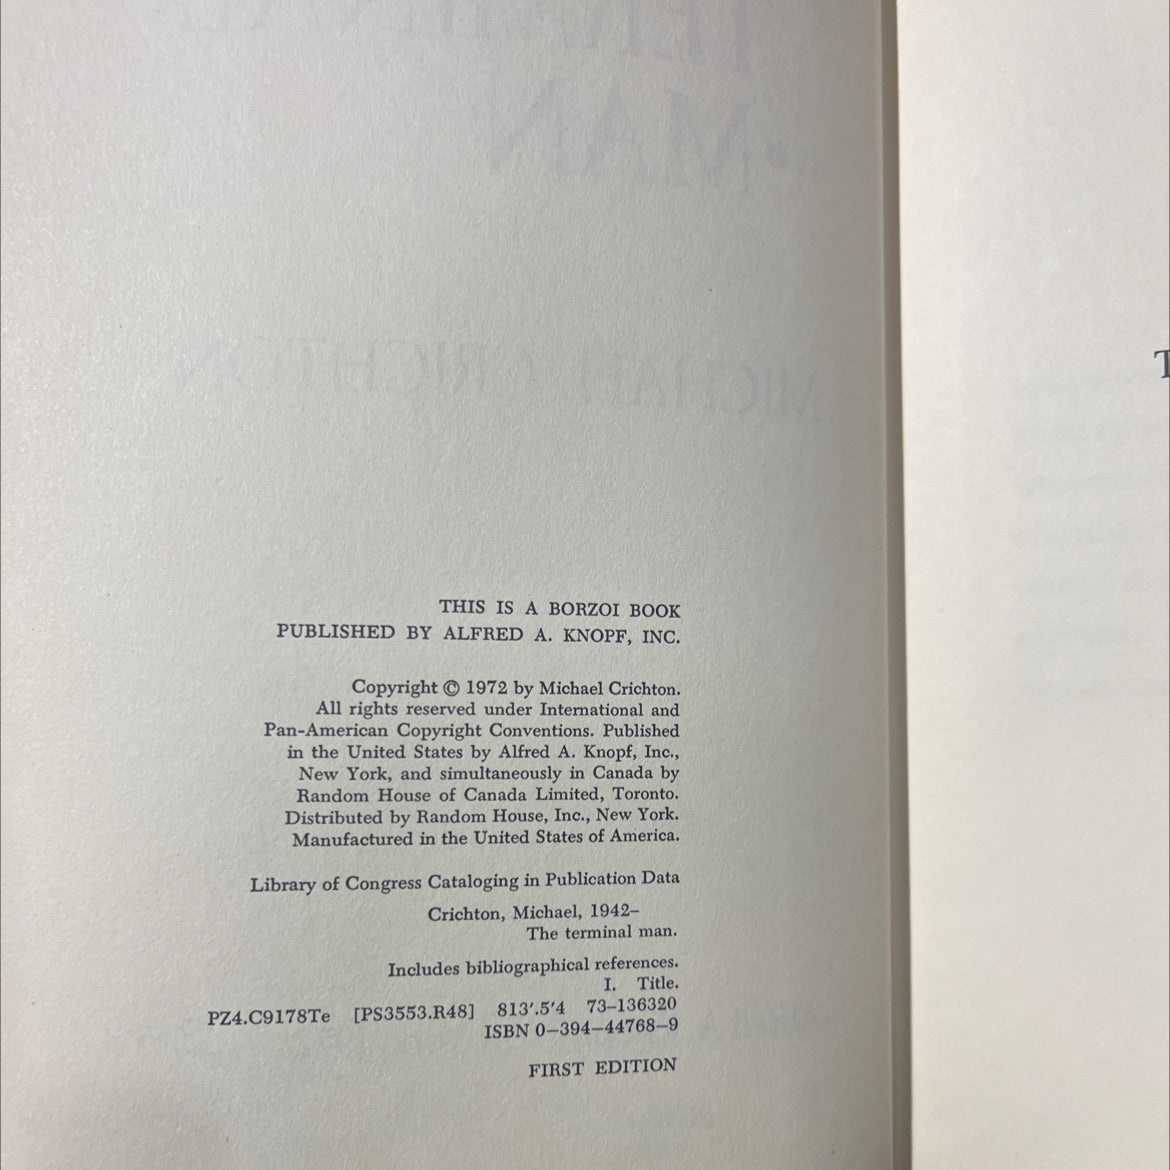 THIS IS A BORZOI BOOK
PUBLISHED BY ALFRED A. KNOPF, INC.
Copyright © 1972 by Michael Crichton.
All rights reserved under International and
Pan-American Copyright Conventions. Published
in the United States by Alfred A. Knopf, Inc.,
New York, and simultaneously in Canada by
Random House of Canada Limited, Toronto.
Distributed by Random House, Inc., New York.
Manufactured in the United States of America.
Library of Congress Cataloging in Publication Data
Crichton, Michael, 1942–
The terminal man.
Includes bibliographical references.
I. Title.
PZ4.C9178Te [PS3553.R48] 813'.5'4 73–136320
ISBN 0–394–44768–9
FIRST EDITION